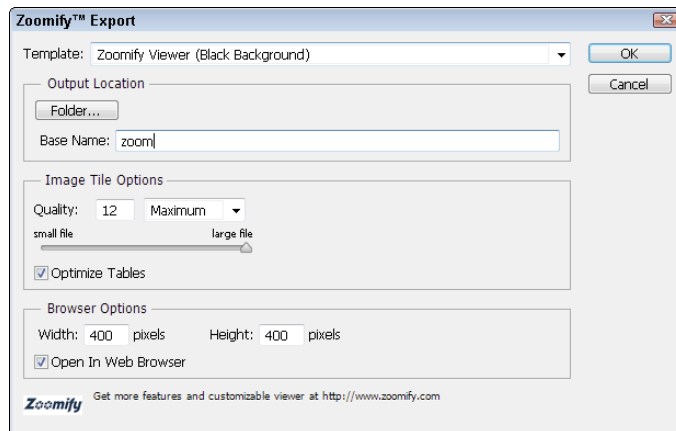 Zoomify™ Export
Template: Zoomify Viewer (Black Background)
OK
Cancel
Output Location
Folder...
Base Name: zoom
Image Tile Options
Quality: 12 Maximum
small file large file
Optimize Tables
Browser Options
Width: 400 pixels Height: 400 pixels
Open In Web Browser
Zoomify Get more features and customizable viewer at http://www.zoomify.com